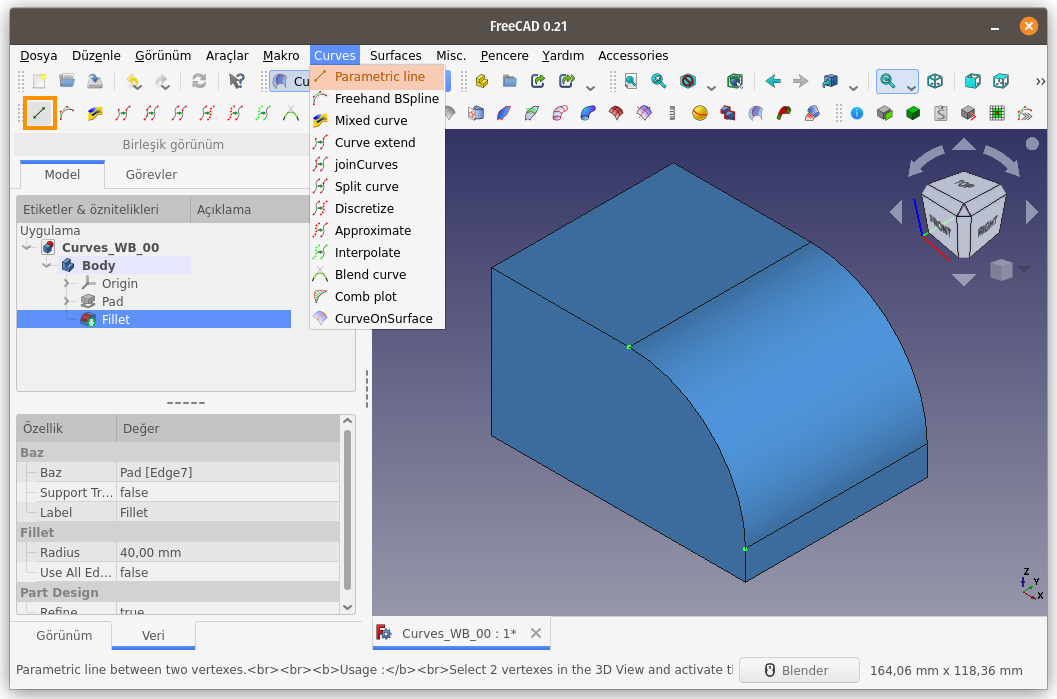 FreeCAD 0.21
Dosya Düzenle Görünüm Araçlar Makro Curves Surfaces Misc. Pencere Yardım Accessories
Cu
Parametric line
Freehand BSpline
Mixed curve
Curve extend
joinCurves
Split curve
Discretize
Approximate
Interpolate
Blend curve
Comb plot
CurveOnSurface
Birleşik görünüm
Model Görevler
Etiketler & öznitelikleri Açıklama
Uygulama
Curves_WB_00
Body
Origin
Pad
Fillet
TOP
FRONT RIGHT
Özellik Değer
Baz
Baz Pad [Edge7]
Support Tr... false
Label Fillet
Fillet
Radius 40,00 mm
Use All Ed... false
Part Design
Refine true
Z
Y
X
Görünüm Veri
Curves_WB_00 : 1*
Parametric line between two vertexes.<br><br><b>Usage :</b><br>Select 2 vertexes in the 3D View and activate t
Blender
164,06 mm x 118,36 mm